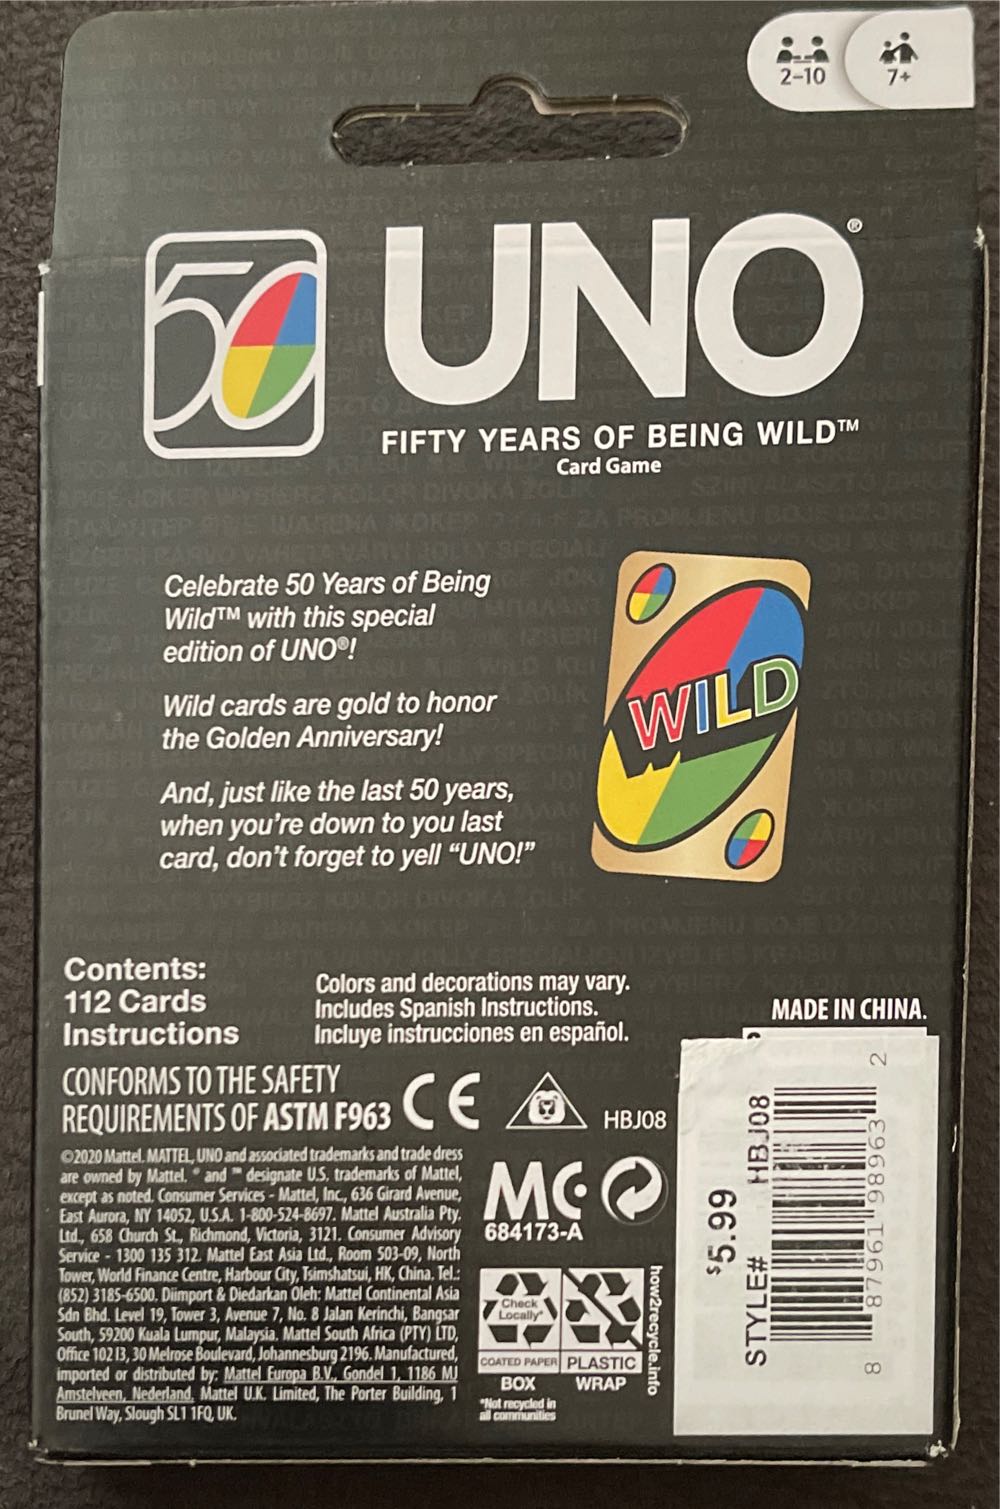 2-10
7+
50 UNO®
FIFTY YEARS OF BEING WILD™
Card Game
Celebrate 50 Years of Being
Wild™ with this special
edition of UNO®!
Wild cards are gold to honor
the Golden Anniversary!
And, just like the last 50 years,
when you're down to you last
card, don't forget to yell “UNO!”
WILD
Contents:
112 Cards
Instructions
Colors and decorations may vary.
Includes Spanish Instructions.
Incluye instrucciones en español.
MADE IN CHINA.
CONFORMS TO THE SAFETY
REQUIREMENTS OF ASTM F963
CE
HBJ08
©2020 Mattel. MATTEL, UNO and associated trademarks and trade dress
are owned by Mattel. ® and ™ designate U.S. trademarks of Mattel,
except as noted. Consumer Services - Mattel, Inc., 636 Girard Avenue,
East Aurora, NY 14052, U.S.A. 1-800-524-8697. Mattel Australia Pty.
Ltd., 658 Church St., Richmond, Victoria, 3121. Consumer Advisory
Service - 1300 135 312. Mattel East Asia Ltd., Room 503-09, North
Tower, World Finance Centre, Harbour City, Tsimshatsui, HK, China. Tel.:
(852) 3185-6500. Diimport & Diedarkan Oleh: Mattel Continental Asia
Sdn Bhd. Level 19, Tower 3, Avenue 7, No. 8 Jalan Kerinchi, Bangsar
South, 59200 Kuala Lumpur, Malaysia. Mattel South Africa (PTY) LTD,
Office 102 I3, 30 Melrose Boulevard, Johannesburg 2196. Manufactured,
imported or distributed by: Mattel Europa B.V., Gondel 1, 1186 MJ
Amstelveen, Nederland. Mattel U.K. Limited, The Porter Building, 1
Brunel Way, Slough SL1 1FQ, UK.
MC
684173-A
Check
Locally*
COATED PAPER
BOX
PLASTIC
WRAP
*Not recycled in
all communities
how2recycle.info
$5.99
STYLE# HBJ08
8 87961 98963 2